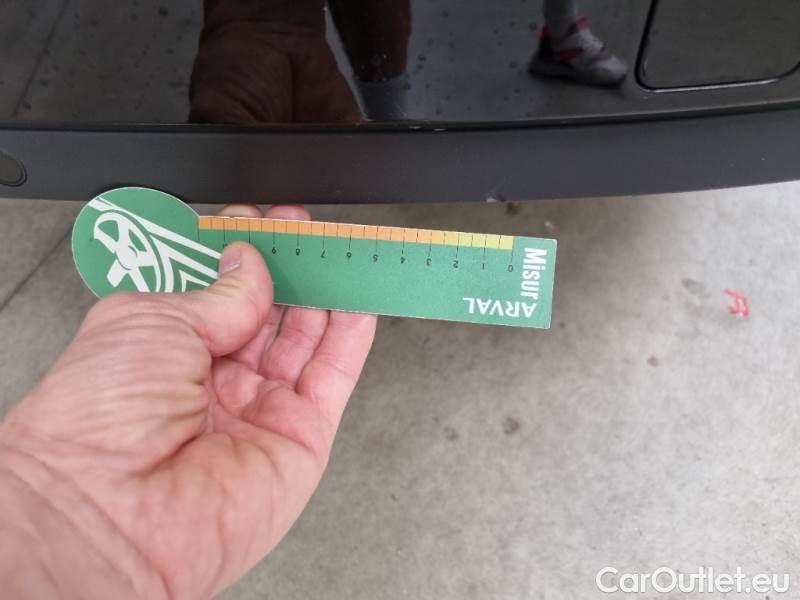 0 1 2 3 4 5 6 7 8 9
Misur
ARVAL
CarOutlet.eu